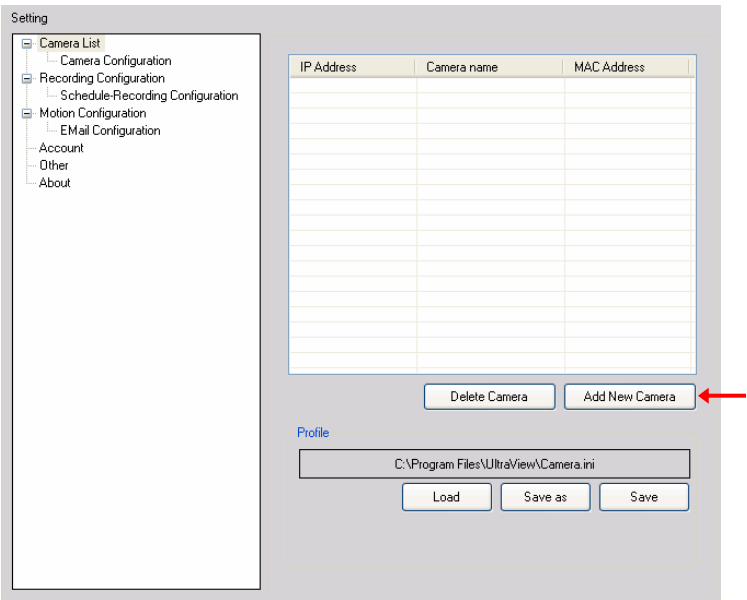 Setting
Camera List
Camera Configuration
Recording Configuration
Schedule-Recording Configuration
Motion Configuration
EMail Configuration
Account
Other
About
IP Address Camera name MAC Address
Delete Camera Add New Camera
Profile
C:\Program Files\UltraView\Camera.ini
Load Save as Save